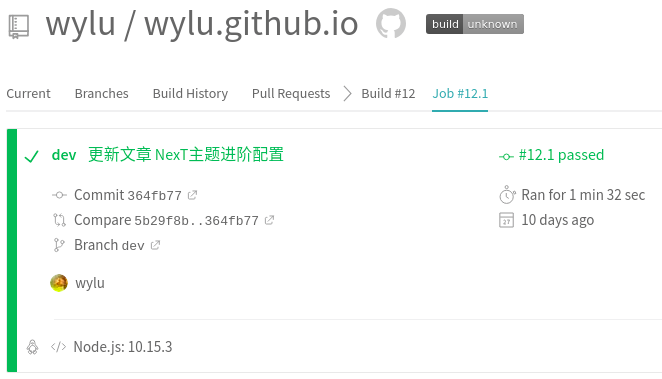 wylu / wylu.github.io build unknown
Current Branches Build History Pull Requests Build #12 Job #12.1
dev 更新文章 NexT主题进阶配置 #12.1 passed
Commit 364fb77 Ran for 1 min 32 sec
Compare 5b29f8b..364fb77 27 10 days ago
Branch dev
wylu
</> Node.js: 10.15.3